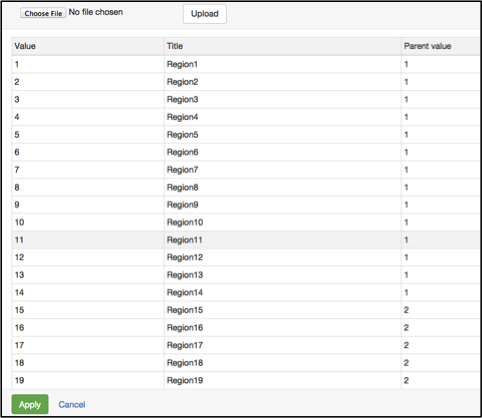 Choose File No file chosen Upload
Value Title Parent value
1 Region1 1
2 Region2 1
3 Region3 1
4 Region4 1
5 Region5 1
6 Region6 1
7 Region7 1
8 Region8 1
9 Region9 1
10 Region10 1
11 Region11 1
12 Region12 1
13 Region13 1
14 Region14 1
15 Region15 2
16 Region16 2
17 Region17 2
18 Region18 2
19 Region19 2
Apply Cancel